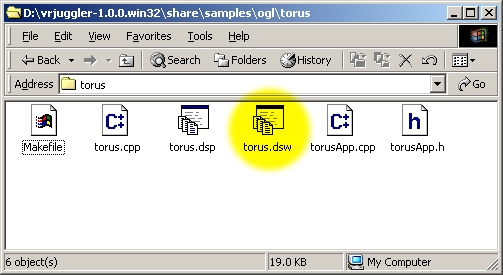 D:\vrjuggler-1.0.0.win32\share\samples\ogl\torus
File Edit View Favorites Tools Help
Back Search Folders History
Address torus Go
Makefile torus.cpp torus.dsp torus.dsw torusApp.cpp torusApp.h
6 object(s) 19.0 KB My Computer